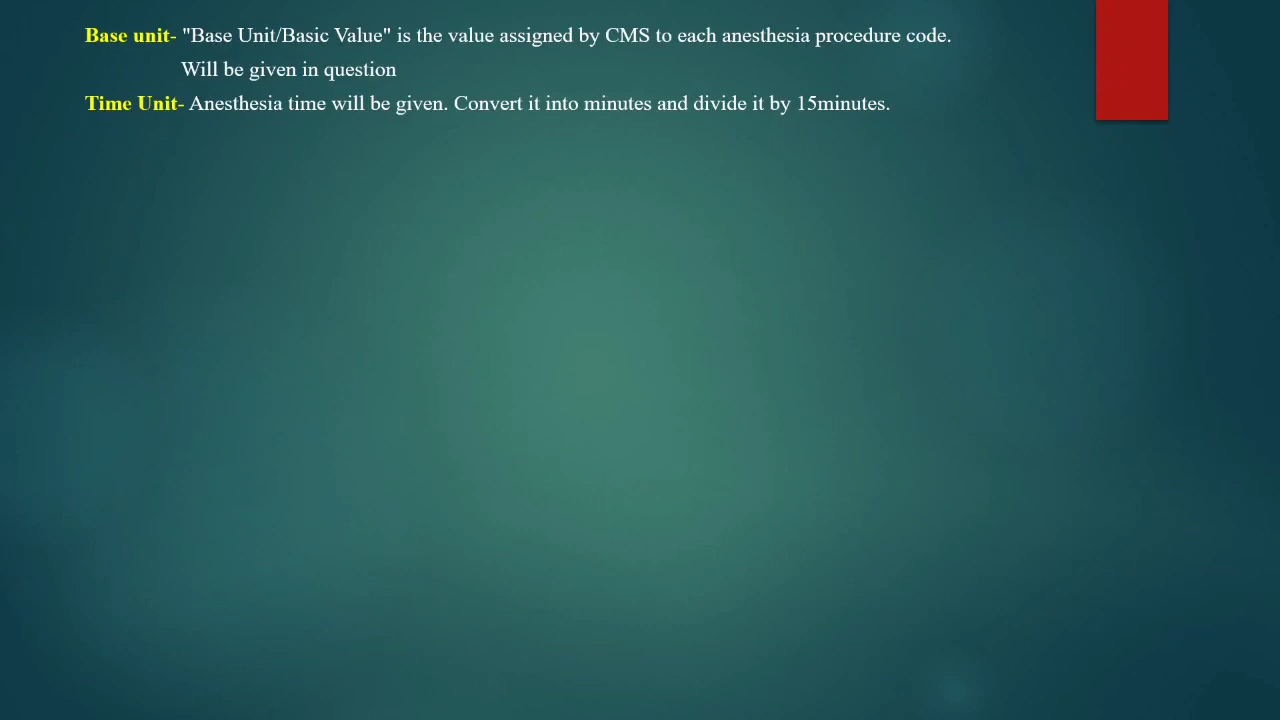 Base unit- "Base Unit/Basic Value" is the value assigned by CMS to each anesthesia procedure code.
Will be given in question
Time Unit- Anesthesia time will be given. Convert it into minutes and divide it by 15minutes.